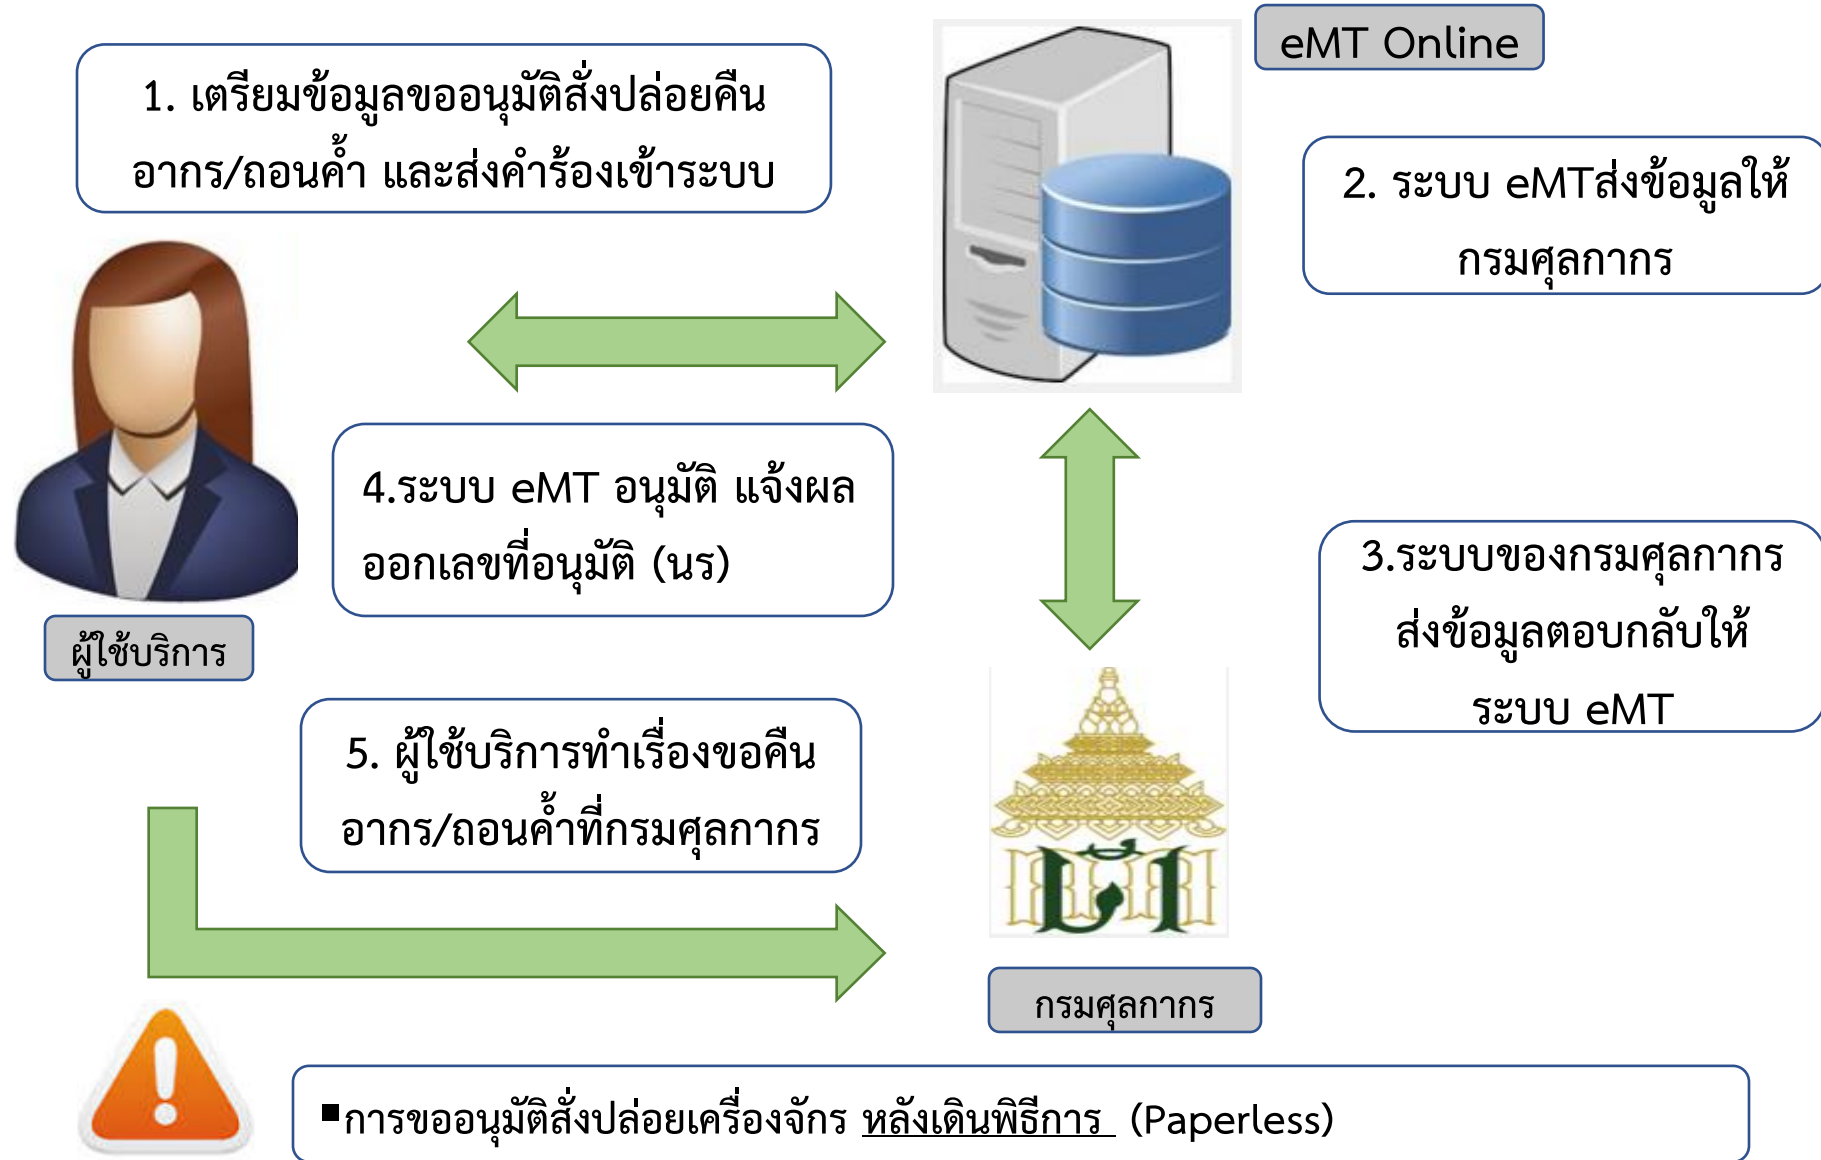 eMT Online
1. เตรียมข้อมูลขออนุมัติสั่งปล่อยคืน
อากร/ถอนค้ำ และส่งคำร้องเข้าระบบ
2. ระบบ eMTส่งข้อมูลให้
กรมศุลกากร
4.ระบบ eMT อนุมัติ แจ้งผล
ออกเลขที่อนุมัติ (นร)
3.ระบบของกรมศุลกากร
ส่งข้อมูลตอบกลับให้
ระบบ eMT
ผู้ใช้บริการ
5. ผู้ใช้บริการทำเรื่องขอคืน
อากร/ถอนค้ำที่กรมศุลกากร
กรมศุลกากร
▪การขออนุมัติสั่งปล่อยเครื่องจักร หลังเดินพิธีการ (Paperless)